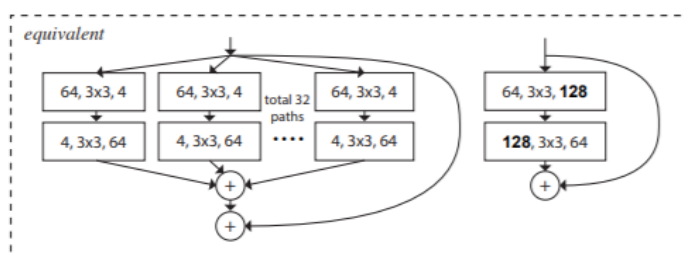 equivalent
64, 3x3, 4
64, 3x3, 4
total 32
paths
....
64, 3x3, 4
64, 3x3, 128
4, 3x3, 64
4, 3x3, 64
4, 3x3, 64
128, 3x3, 64
+
+
+